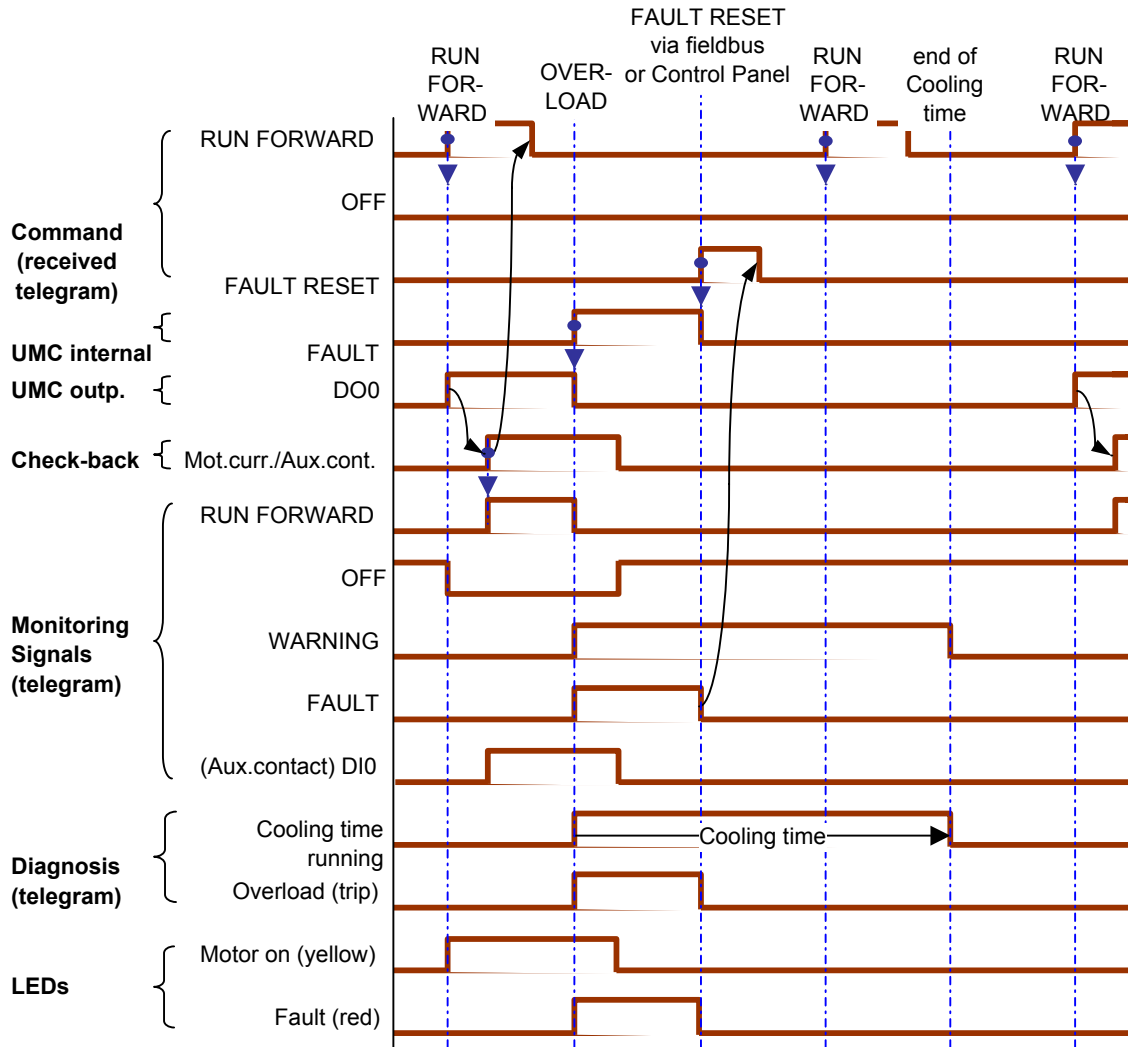 FAULT RESET
via fieldbus
or Control Panel
RUN
FOR-
WARD
OVER-
LOAD
RUN
FOR-
WARD
end of
Cooling
time
RUN
FOR-
WARD
Command
(received
telegram)
RUN FORWARD
OFF
FAULT RESET
UMC internal
FAULT
UMC outp.
DO0
Check-back
Mot.curr./Aux.cont.
Monitoring
Signals
(telegram)
RUN FORWARD
OFF
WARNING
FAULT
(Aux.contact) DI0
Diagnosis
(telegram)
Cooling time
running
Cooling time
Overload (trip)
LEDs
Motor on (yellow)
Fault (red)